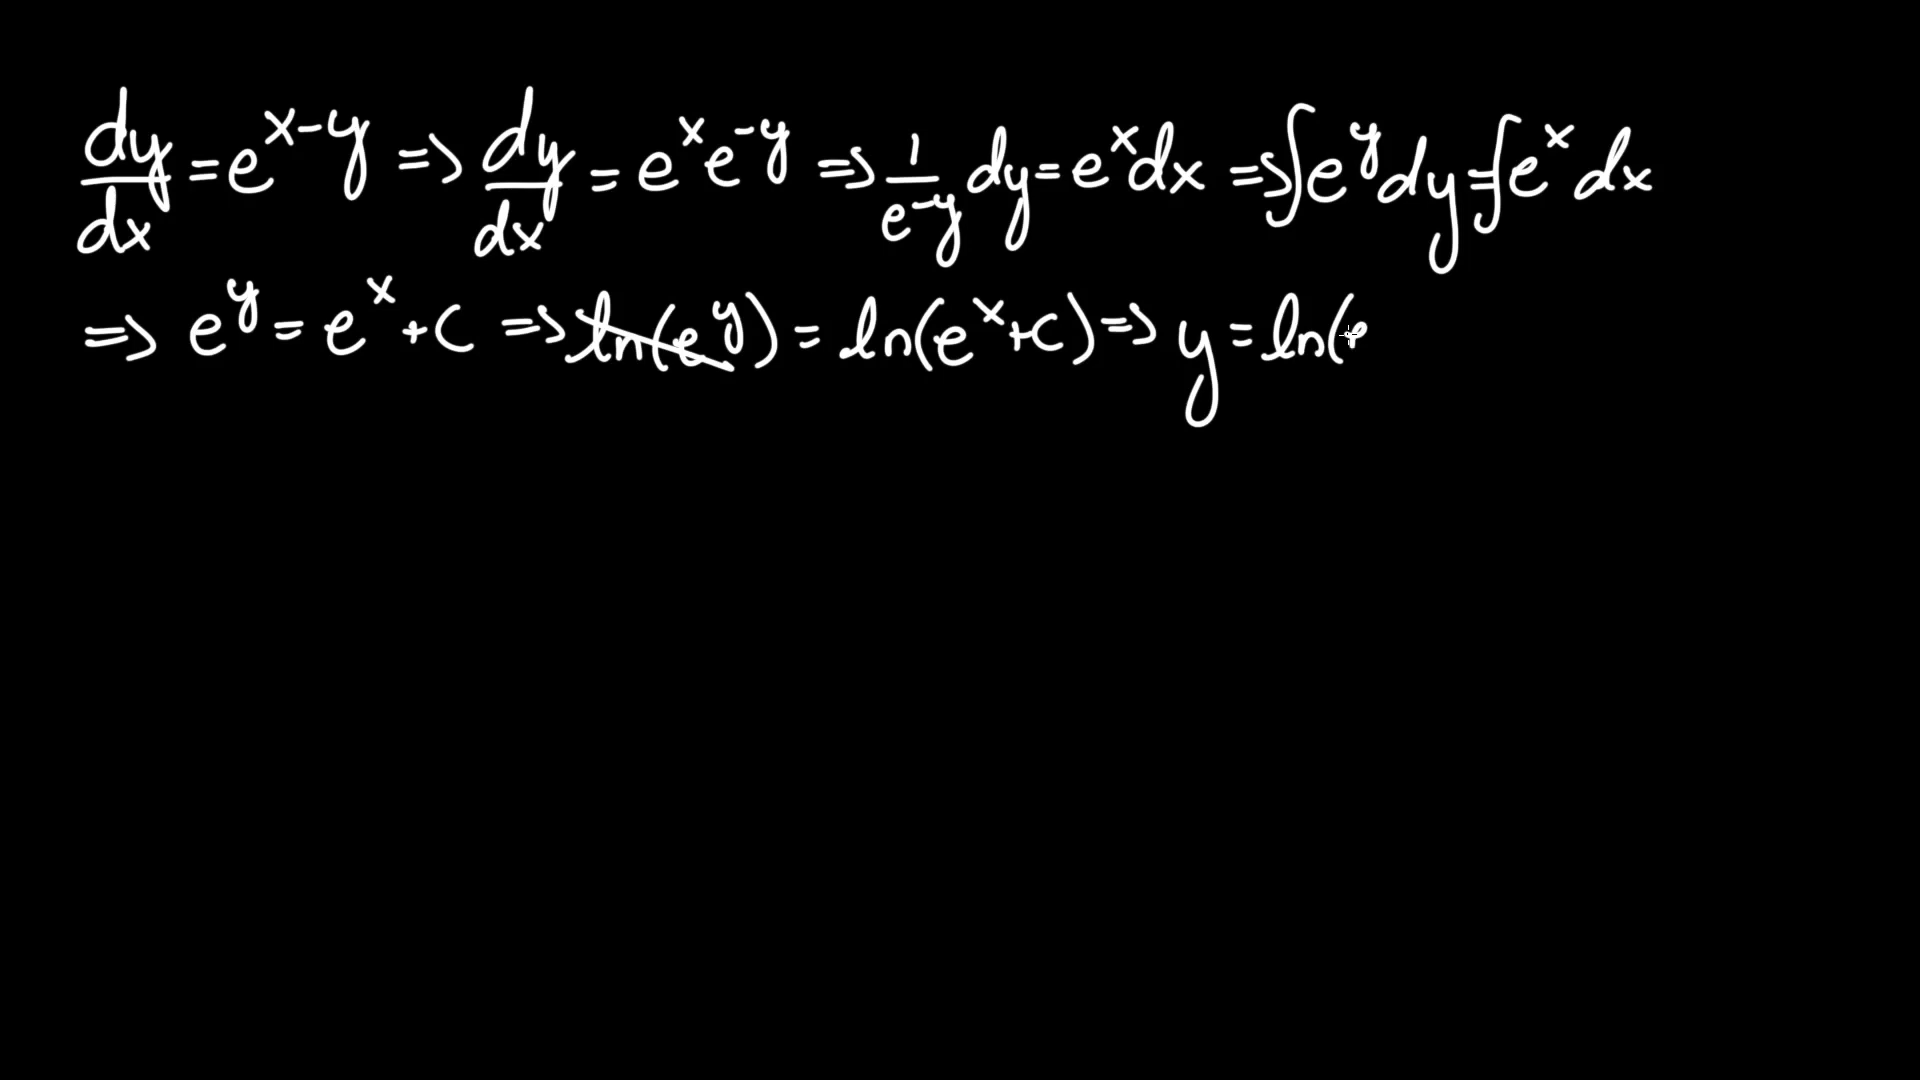 dy/dx = e^{x-y} => dy/dx = e^x e^{-y} => 1/e^{-y} dy = e^x dx => ∫e^y dy = ∫e^x dx
=> e^y = e^x + C => ln(e^y) = ln(e^x + C) => y = ln(e